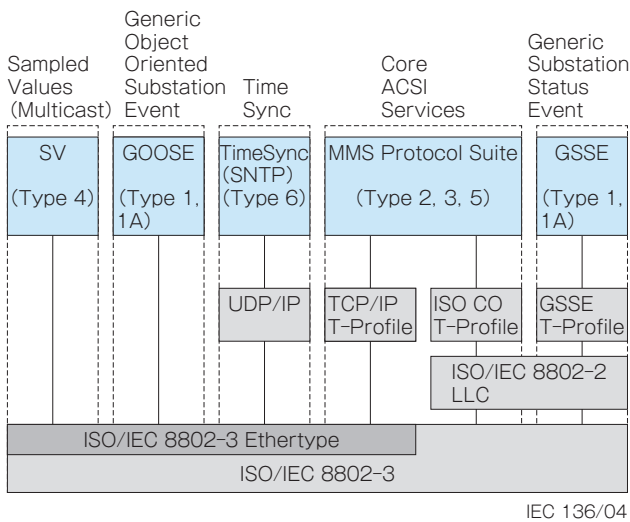 Sampled
Values
(Multicast)
Generic
Object
Oriented
Substation
Event
Time
Sync
Core
ACSI
Services
Generic
Substation
Status
Event
SV
(Type 4)
GOOSE
(Type 1,
1A)
TimeSync
(SNTP)
(Type 6)
MMS Protocol Suite
(Type 2, 3, 5)
GSSE
(Type 1,
1A)
UDP/IP
TCP/IP
T-Profile
ISO CO
T-Profile
GSSE
T-Profile
ISO/IEC 8802-2
LLC
ISO/IEC 8802-3 Ethertype
ISO/IEC 8802-3
IEC 136/04